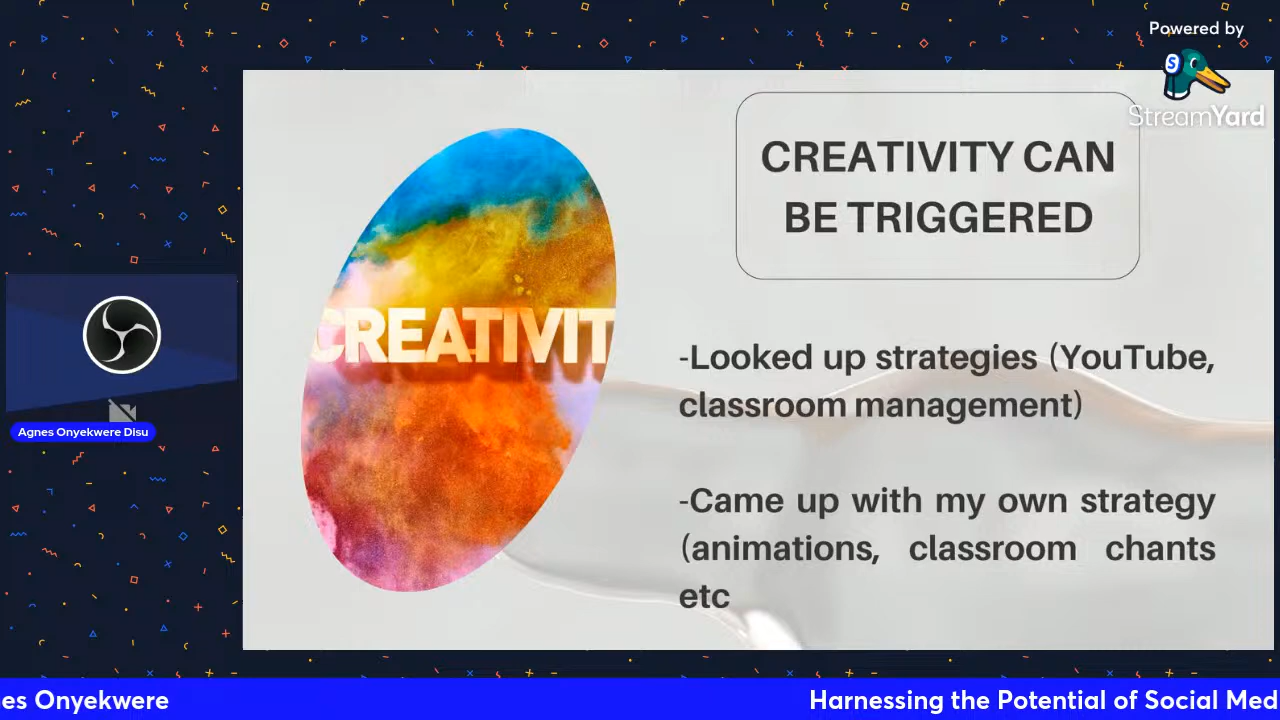 Powered by
S
StreamYard
CREATIVITY CAN
BE TRIGGERED
CREATIVIT
-Looked up strategies (YouTube,
classroom management)
-Came up with my own strategy
(animations, classroom chants
etc
Agnes Onyekwere Disu
es Onyekwere
Harnessing the Potential of Social Med